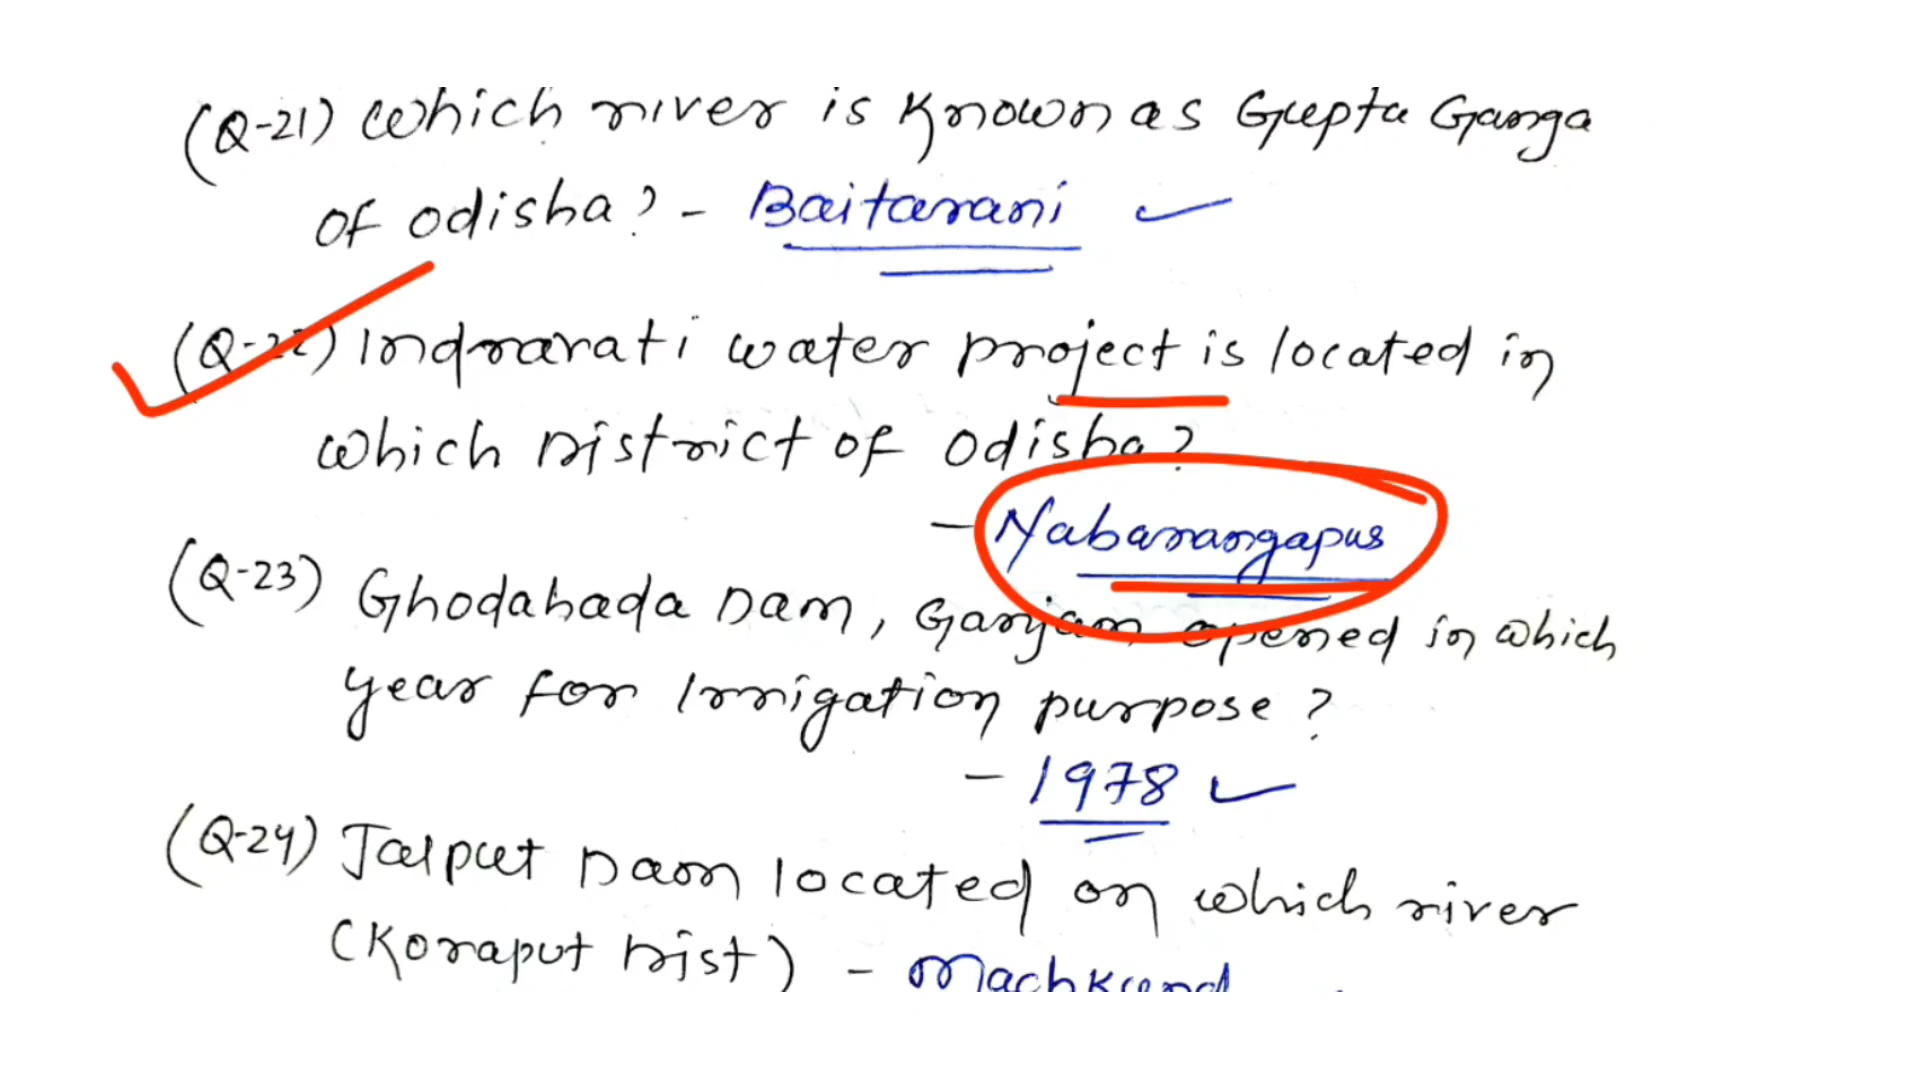 (Q-21) Which river is known as Gupta Ganga
of odisha? - Baitarani
(Q-22) Indravati water project is located in
which District of odisha?
- Nabarangapur
(Q-23) Ghodahada Dam, Ganjam opened in which
year for Irrigation purpose?
- 1978
(Q-24) Jalput Dam located on which river
(Koraput Dist) - Machkund